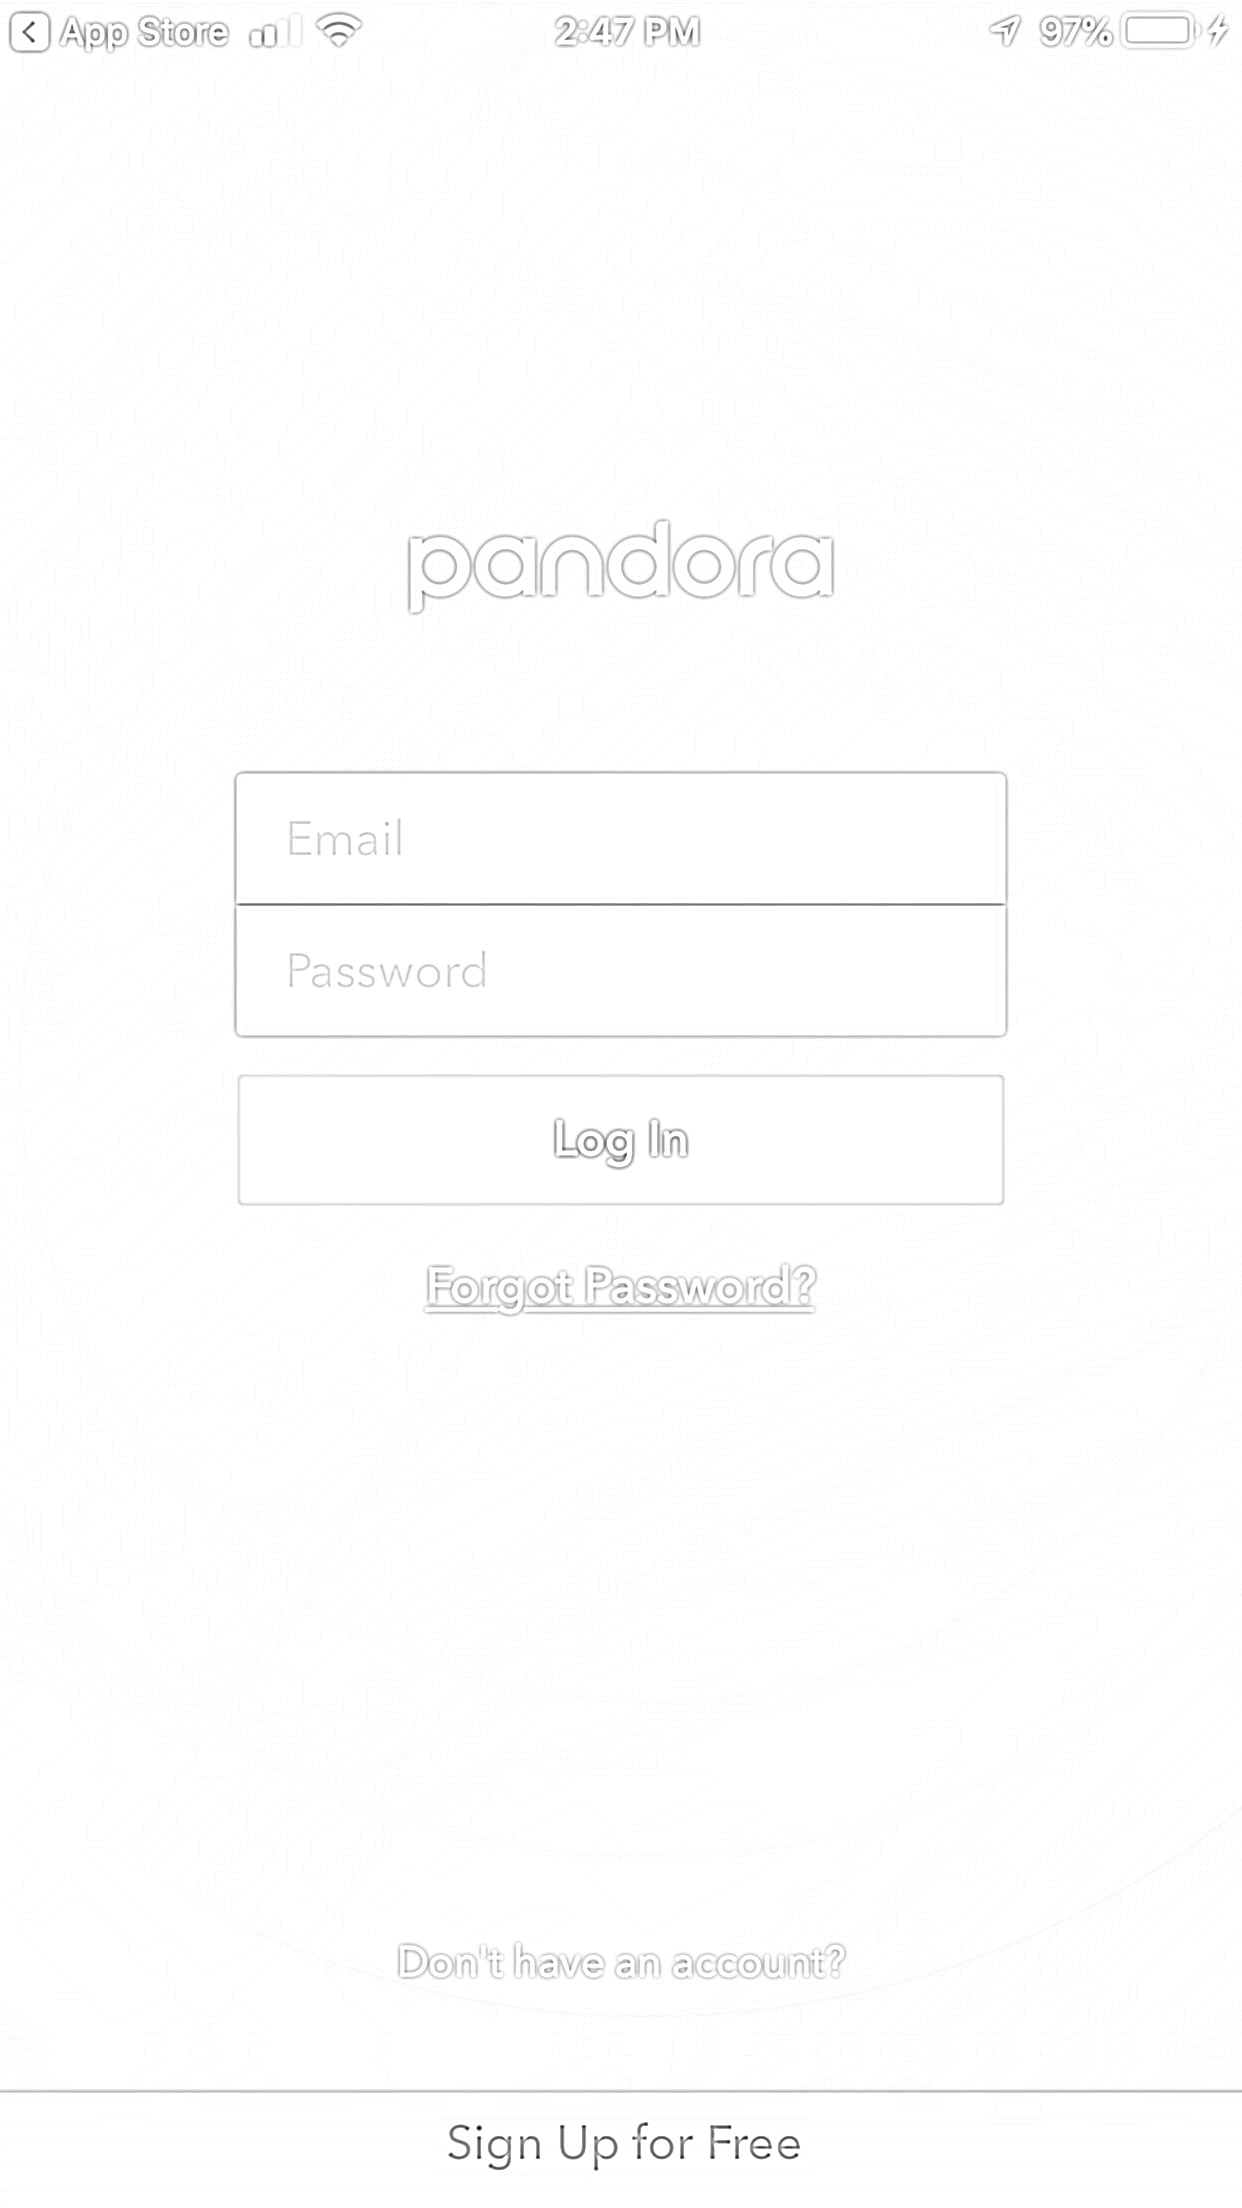 App Store 2:47 PM 97%
pandora
Email
Password
Log In
Forgot Password?
Don't have an account?
Sign Up for Free